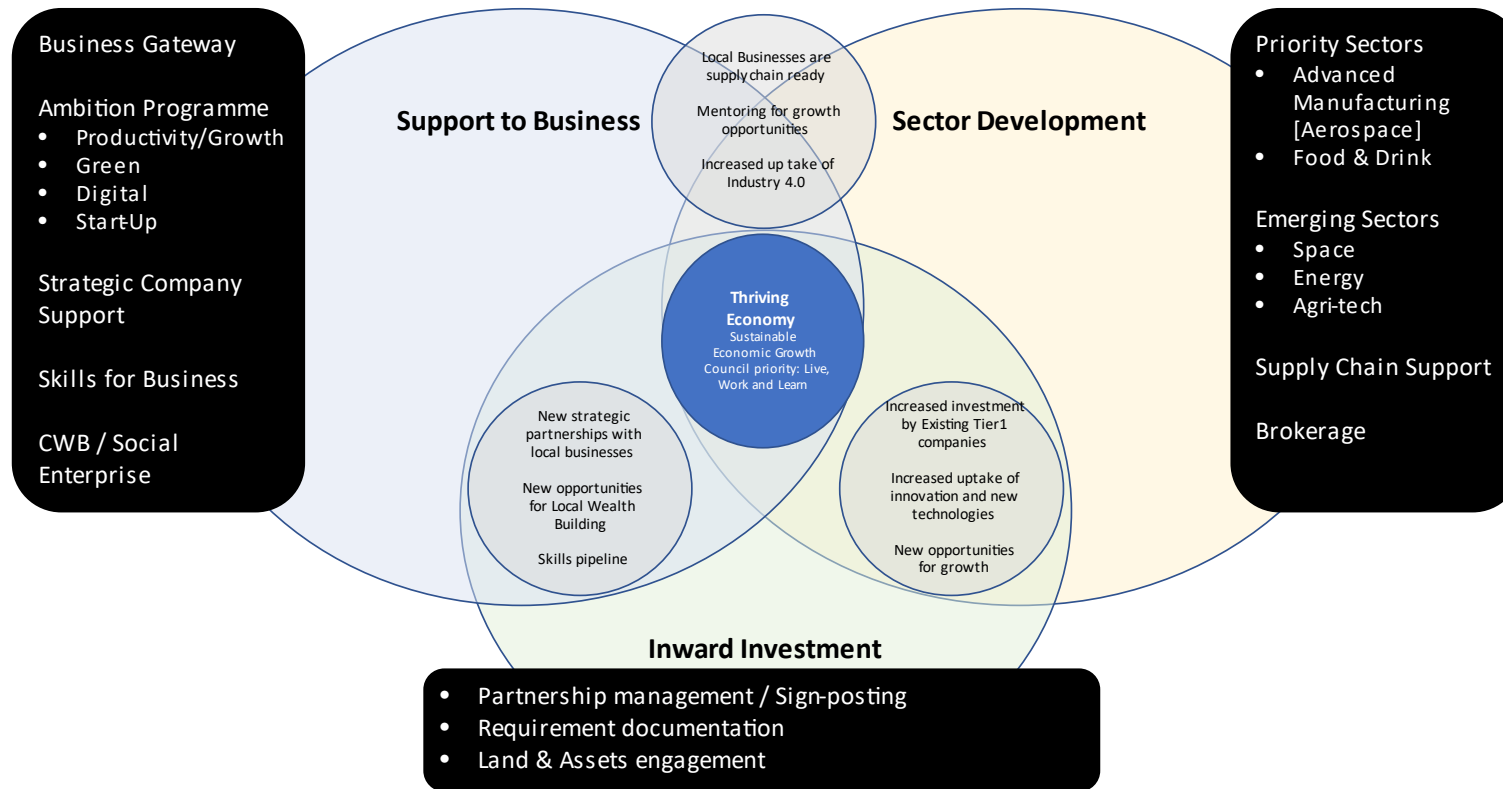 Business Gateway
Ambition Programme
• Productivity/Growth
• Green
• Digital
• Start-Up
Strategic Company
Support
Skills for Business
CWB / Social
Enterprise
Support to Business
Local Businesses are
supply chain ready
Mentoring for growth
opportunities
Increased up take of
Industry 4.0
Sector Development
Priority Sectors
• Advanced
Manufacturing
[Aerospace]
• Food & Drink
Emerging Sectors
• Space
• Energy
• Agri-tech
Supply Chain Support
Brokerage
Thriving
Economy
Sustainable
Economic Growth
Council priority: Live,
Work and Learn
New strategic
partnerships with
local businesses
New opportunities
for Local Wealth
Building
Skills pipeline
Increased investment
by Existing Tier1
companies
Increased uptake of
innovation and new
technologies
New opportunities
for growth
Inward Investment
• Partnership management / Sign-posting
• Requirement documentation
• Land & Assets engagement